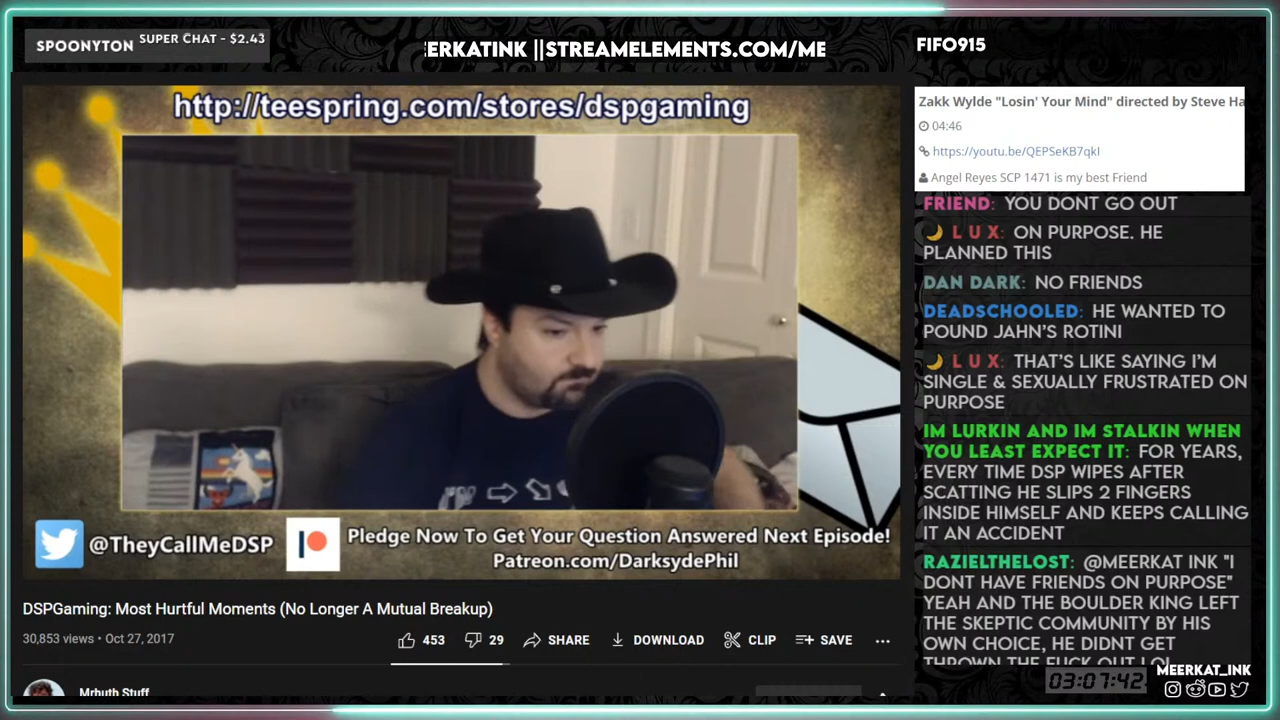 SPOONYTON SUPER CHAT - $2.43
ERKATINK ||STREAMELEMENTS.COM/ME
FIFO915
http://teespring.com/stores/dspgaming
@TheyCallMeDSP
Pledge Now To Get Your Question Answered Next Episode!
Patreon.com/DarksydePhil
DSPGaming: Most Hurtful Moments (No Longer A Mutual Breakup)
30,853 views • Oct 27, 2017
453 29 SHARE DOWNLOAD CLIP SAVE ...
Mrhuth Stuff
Zakk Wylde "Losin' Your Mind" directed by Steve Ha
04:46
https://youtu.be/QEPSeKB7qkI
Angel Reyes SCP 1471 is my best Friend
FRIEND: YOU DONT GO OUT
🌙 L U X: ON PURPOSE. HE
PLANNED THIS
DAN DARK: NO FRIENDS
DEADSCHOOLED: HE WANTED TO
POUND JAHN'S ROTINI
🌙 L U X: THAT'S LIKE SAYING I'M
SINGLE & SEXUALLY FRUSTRATED ON
PURPOSE
IM LURKIN AND IM STALKIN WHEN
YOU LEAST EXPECT IT: FOR YEARS,
EVERY TIME DSP WIPES AFTER
SCATTING HE SLIPS 2 FINGERS
INSIDE HIMSELF AND KEEPS CALLING
IT AN ACCIDENT
RAZIELTHELOST: @MEERKAT INK "I
DONT HAVE FRIENDS ON PURPOSE"
YEAH AND THE BOULDER KING LEFT
THE SKEPTIC COMMUNITY BY HIS
OWN CHOICE, HE DIDNT GET
THROWN THE FUCK OUT LOL
03:07:42
MEERKAT_INK